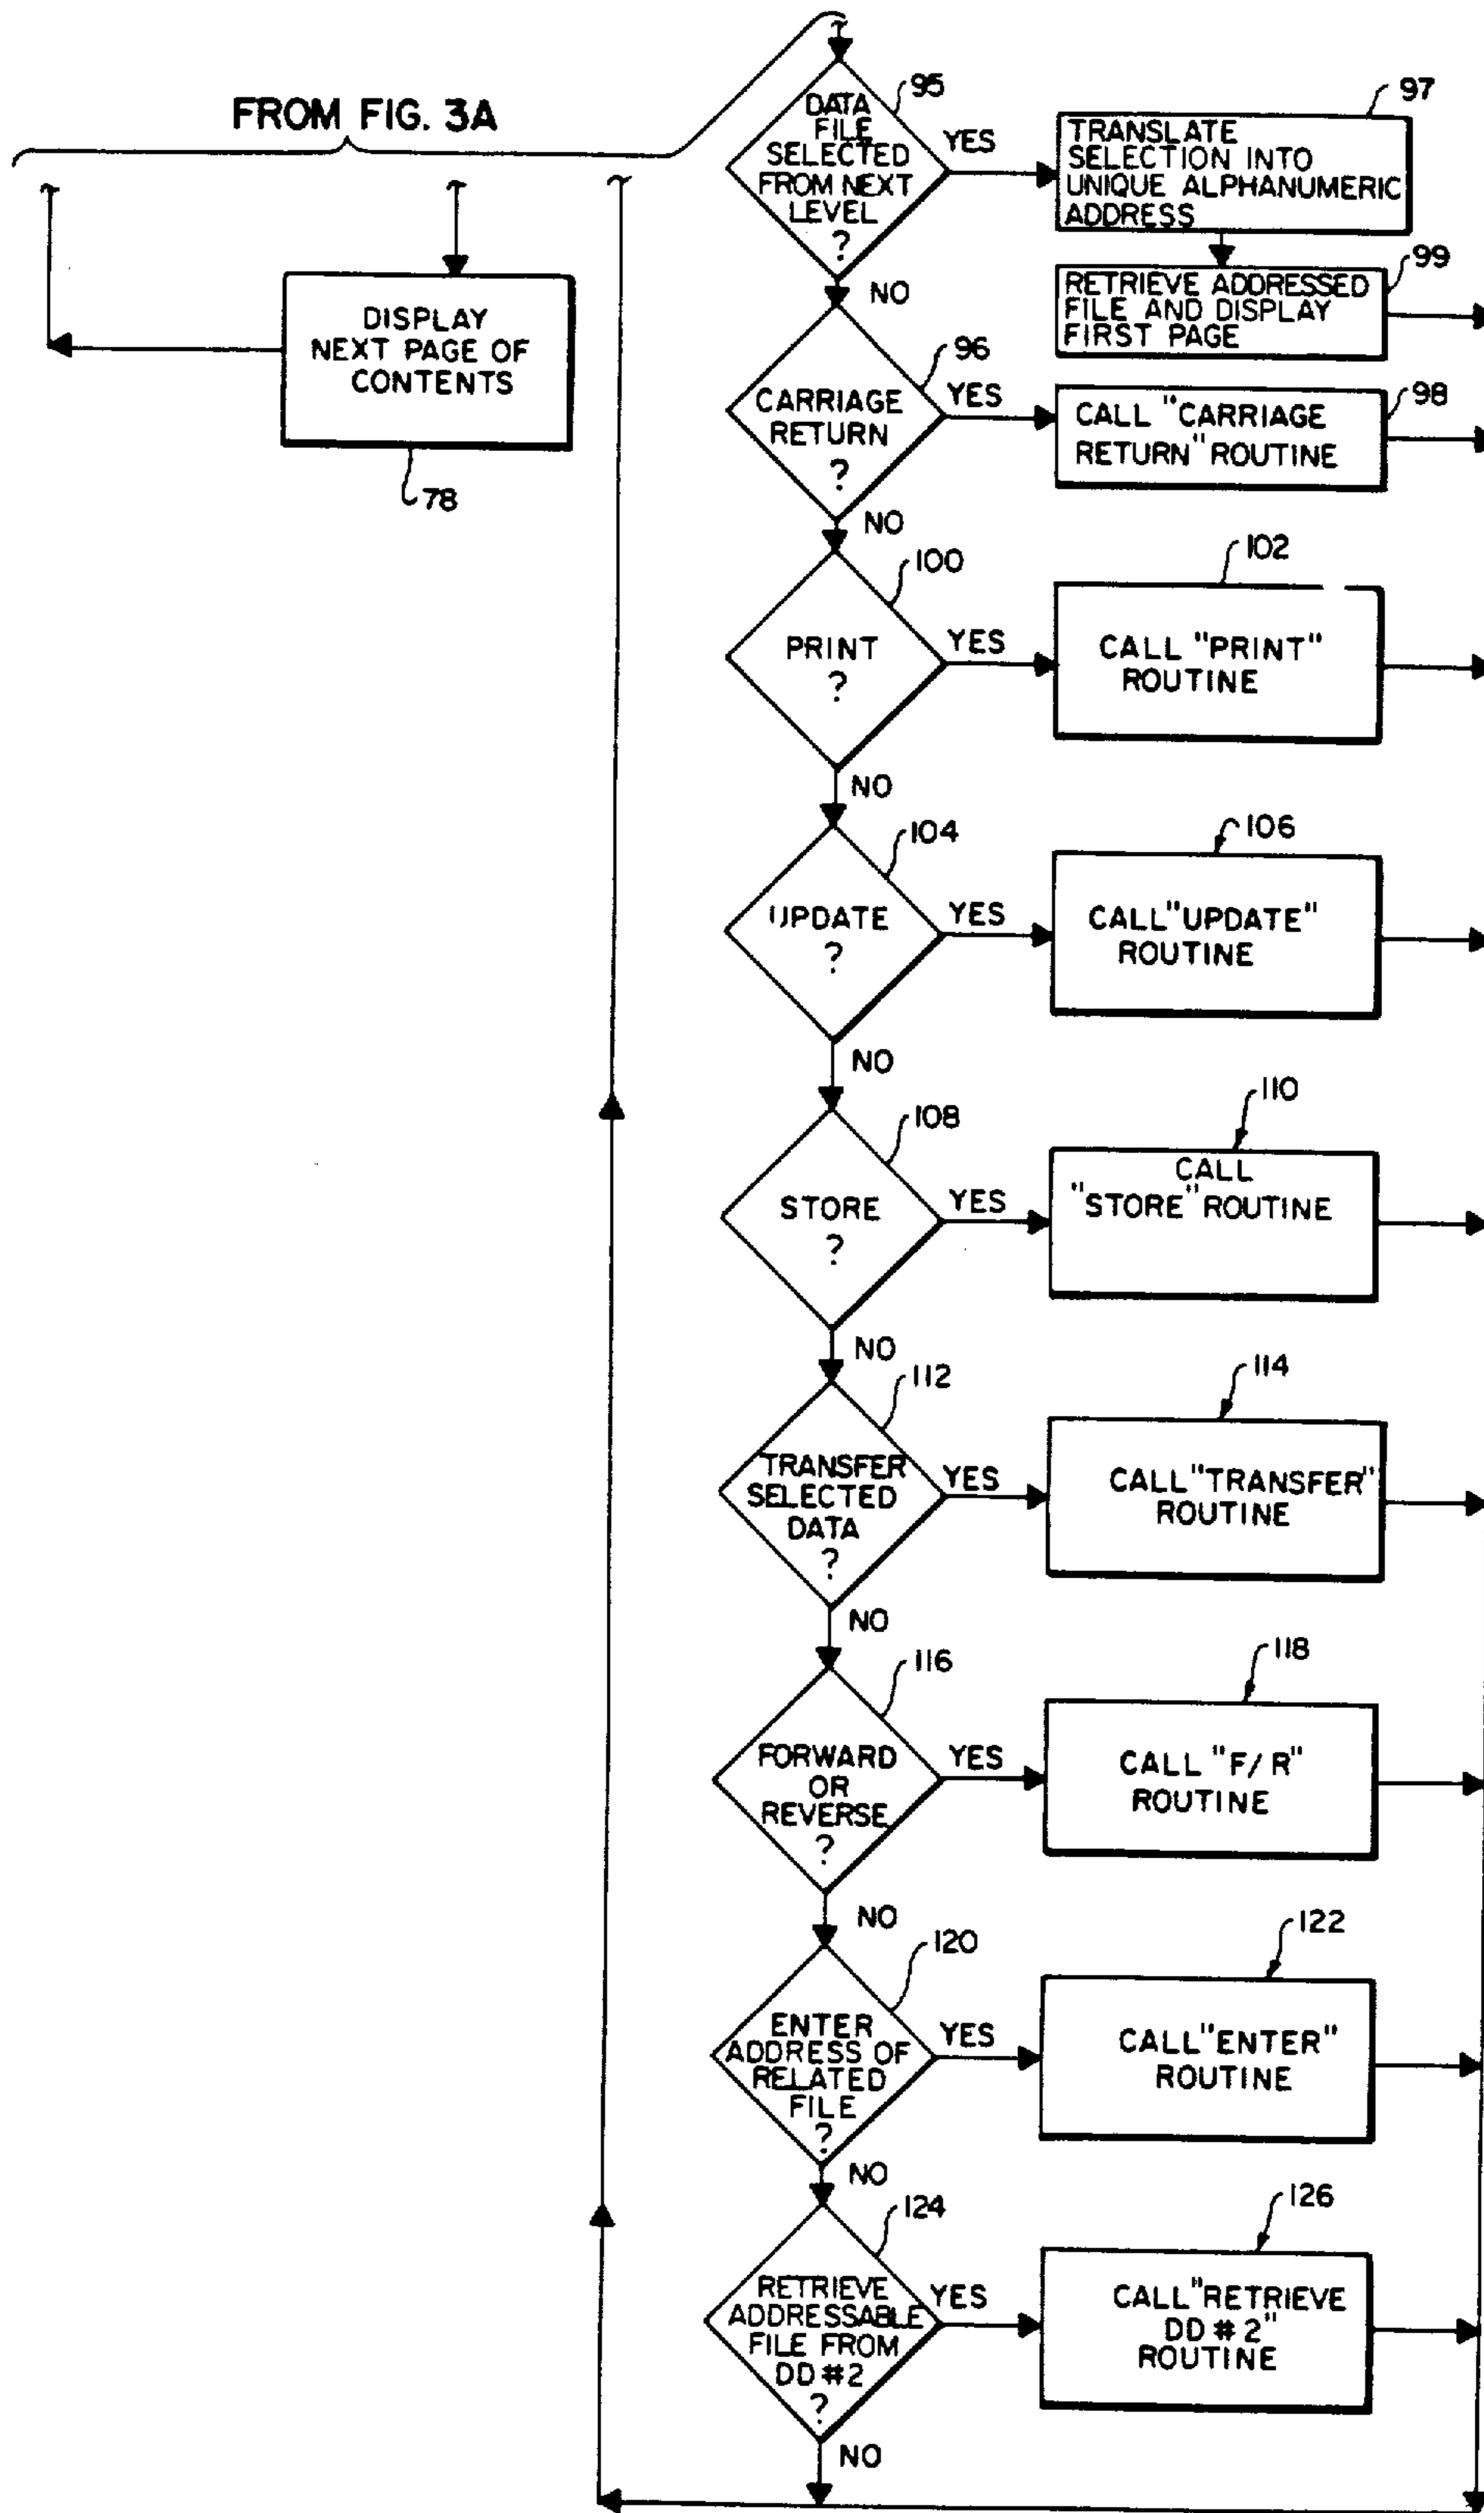 FROM FIG. 3A
DISPLAY
NEXT PAGE OF
CONTENTS
78
DATA
FILE
SELECTED
FROM NEXT
LEVEL
?
95
YES
NO
TRANSLATE
SELECTION INTO
UNIQUE ALPHANUMERIC
ADDRESS
97
RETRIEVE ADDRESSED
FILE AND DISPLAY
FIRST PAGE
99
CARRIAGE
RETURN
?
96
YES
NO
CALL "CARRIAGE
RETURN" ROUTINE
98
PRINT
?
100
YES
NO
CALL "PRINT"
ROUTINE
102
UPDATE
?
104
YES
NO
CALL "UPDATE"
ROUTINE
106
STORE
?
108
YES
NO
CALL
"STORE" ROUTINE
110
TRANSFER
SELECTED
DATA
?
112
YES
NO
CALL "TRANSFER"
ROUTINE
114
FORWARD
OR
REVERSE
?
116
YES
NO
CALL "F/R"
ROUTINE
118
ENTER
ADDRESS OF
RELATED
FILE
?
120
YES
NO
CALL "ENTER"
ROUTINE
122
RETRIEVE
ADDRESSABLE
FILE FROM
DD #2
?
124
YES
NO
CALL "RETRIEVE
DD # 2"
ROUTINE
126